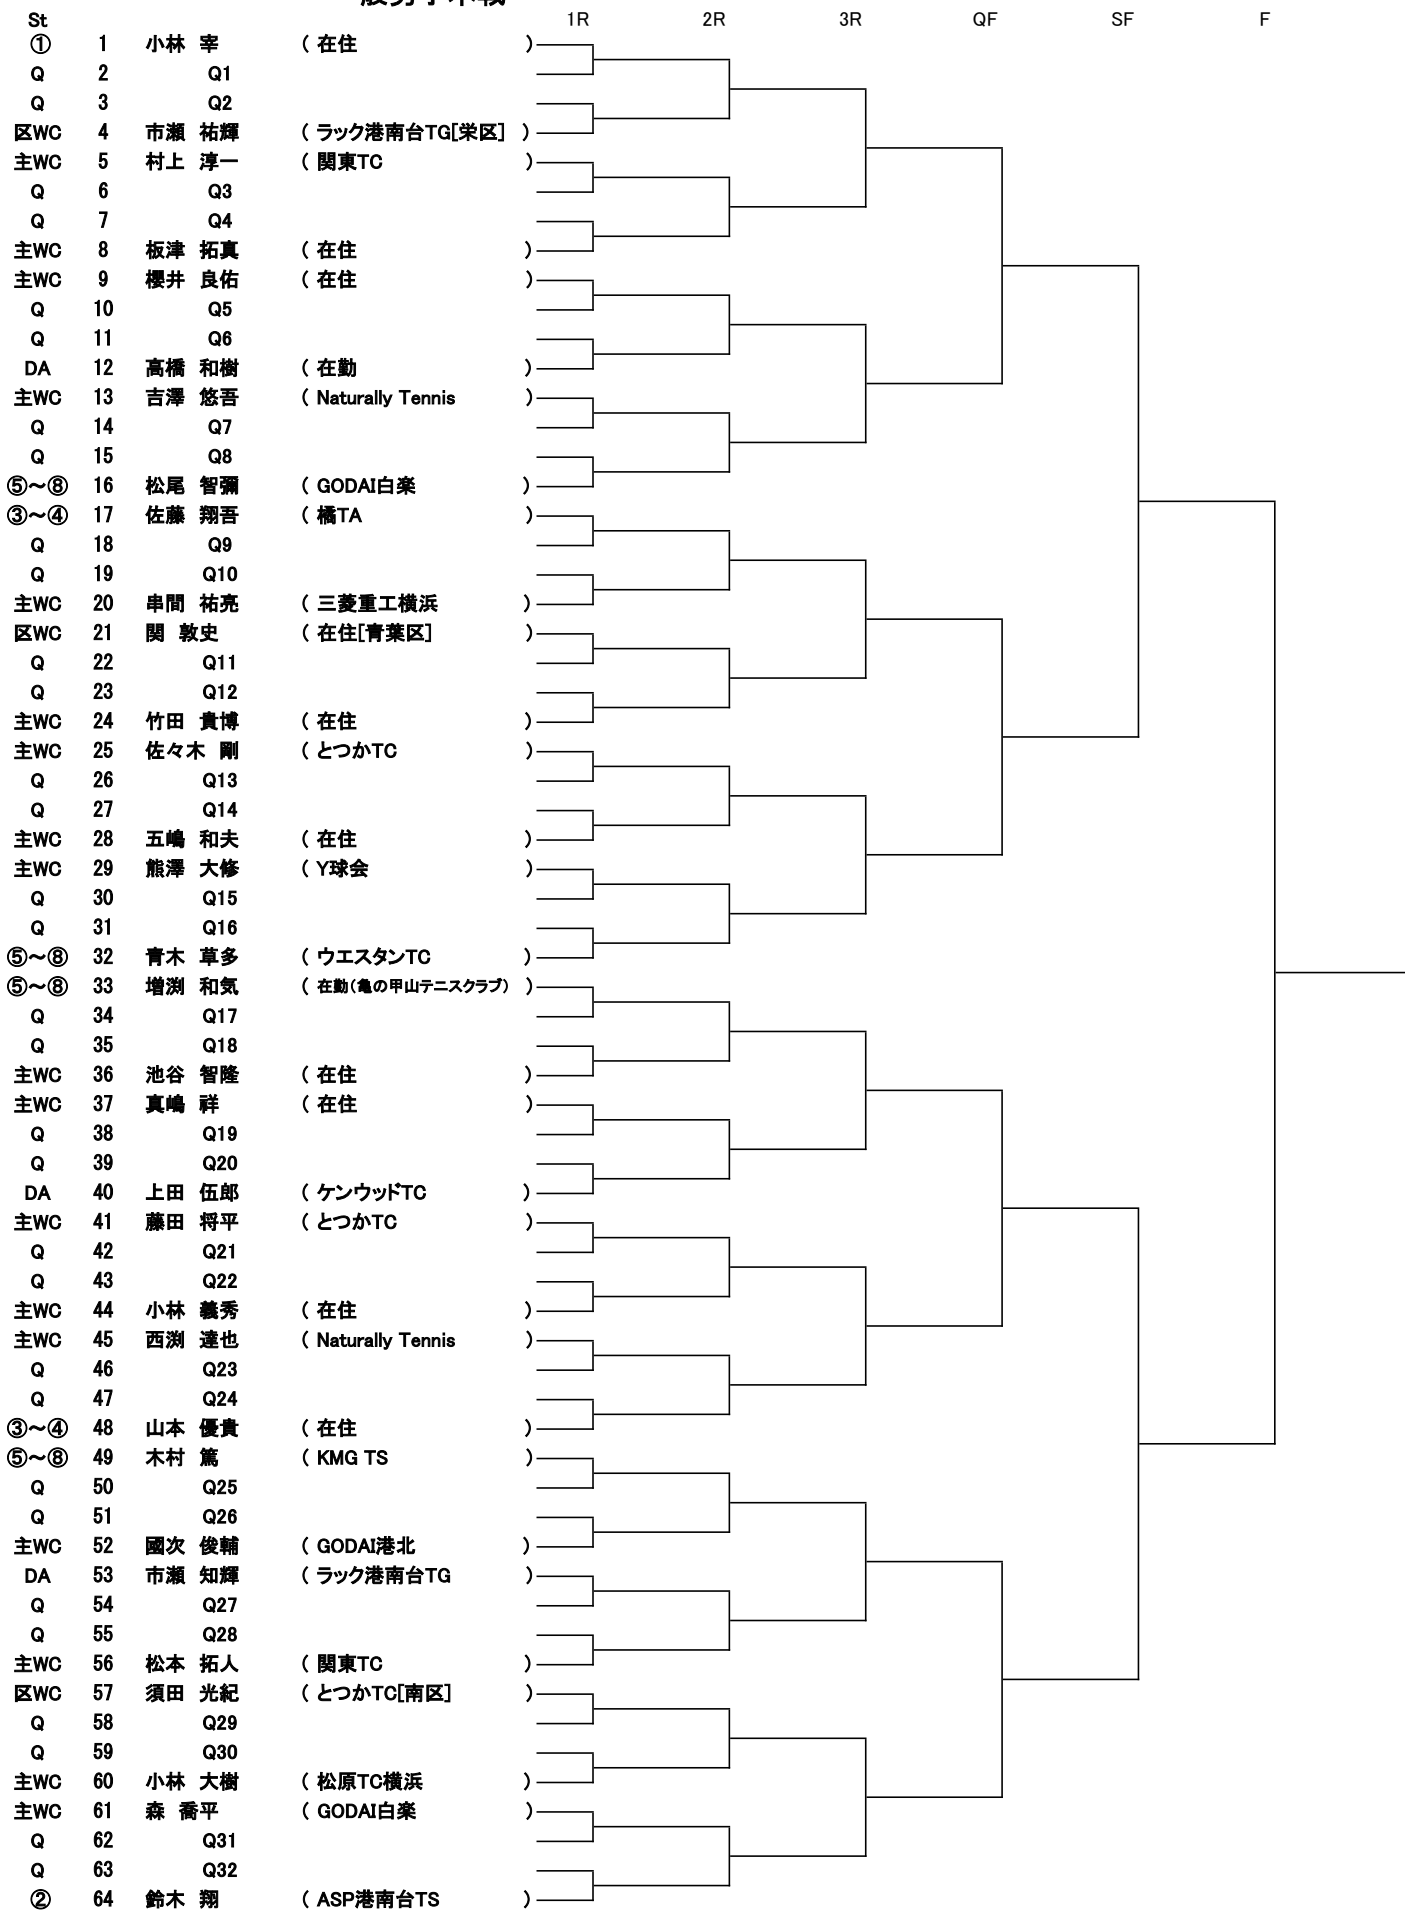 St 1R 2R 3R QF SF F
① 1 小林 宰 ( 在住 )
Q 2 Q1
Q 3 Q2
区WC 4 市瀬 祐輝 ( ラック港南台TG[栄区] )
主WC 5 村上 淳一 ( 関東TC )
Q 6 Q3
Q 7 Q4
主WC 8 板津 拓真 ( 在住 )
主WC 9 櫻井 良佑 ( 在住 )
Q 10 Q5
Q 11 Q6
DA 12 高橋 和樹 ( 在勤 )
主WC 13 吉澤 悠吾 ( Naturally Tennis )
Q 14 Q7
Q 15 Q8
⑤～⑧ 16 松尾 智彌 ( GODAI白楽 )
③～④ 17 佐藤 翔吾 ( 橘TA )
Q 18 Q9
Q 19 Q10
主WC 20 串間 祐亮 ( 三菱重工横浜 )
区WC 21 関 敦史 ( 在住[青葉区] )
Q 22 Q11
Q 23 Q12
主WC 24 竹田 貴博 ( 在住 )
主WC 25 佐々木 剛 ( とつかTC )
Q 26 Q13
Q 27 Q14
主WC 28 五嶋 和夫 ( 在住 )
主WC 29 熊澤 大修 ( Y球会 )
Q 30 Q15
Q 31 Q16
⑤～⑧ 32 青木 草多 ( ウエスタンTC )
⑤～⑧ 33 増渕 和気 ( 在勤(亀の甲山テニスクラブ) )
Q 34 Q17
Q 35 Q18
主WC 36 池谷 智隆 ( 在住 )
主WC 37 真嶋 祥 ( 在住 )
Q 38 Q19
Q 39 Q20
DA 40 上田 伍郎 ( ケンウッドTC )
主WC 41 藤田 将平 ( とつかTC )
Q 42 Q21
Q 43 Q22
主WC 44 小林 義秀 ( 在住 )
主WC 45 西渕 達也 ( Naturally Tennis )
Q 46 Q23
Q 47 Q24
③～④ 48 山本 優貴 ( 在住 )
⑤～⑧ 49 木村 篤 ( KMG TS )
Q 50 Q25
Q 51 Q26
主WC 52 國次 俊輔 ( GODAI港北 )
DA 53 市瀬 知輝 ( ラック港南台TG )
Q 54 Q27
Q 55 Q28
主WC 56 松本 拓人 ( 関東TC )
区WC 57 須田 光紀 ( とつかTC[南区] )
Q 58 Q29
Q 59 Q30
主WC 60 小林 大樹 ( 松原TC横浜 )
主WC 61 森 喬平 ( GODAI白楽 )
Q 62 Q31
Q 63 Q32
② 64 鈴木 翔 ( ASP港南台TS )